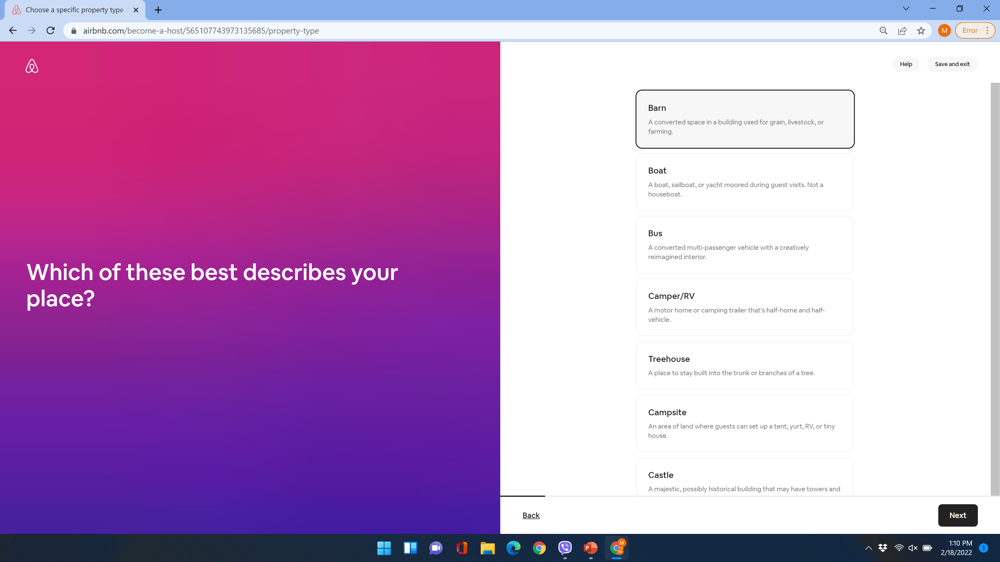 Choose a specific property type -
airbnb.com/become-a-host/565107743973135685/property-type
M
Error
Help
Save and exit
Which of these best describes your
place?
Barn
A converted space in a building used for grain, livestock, or
farming.
Boat
A boat, sailboat, or yacht moored during guest visits. Not a
houseboat.
Bus
A converted multi-passenger vehicle with a creatively
reimagined interior.
Camper/RV
A motor home or camping trailer that's half-home and half-
vehicle.
Treehouse
A place to stay built into the trunk or branches of a tree.
Campsite
An area of land where guests can set up a tent, yurt, RV, or tiny
house.
Castle
A majestic, possibly historical building that may have towers and
Back
Next
P
M
M
1:10 PM
2/18/2022
1